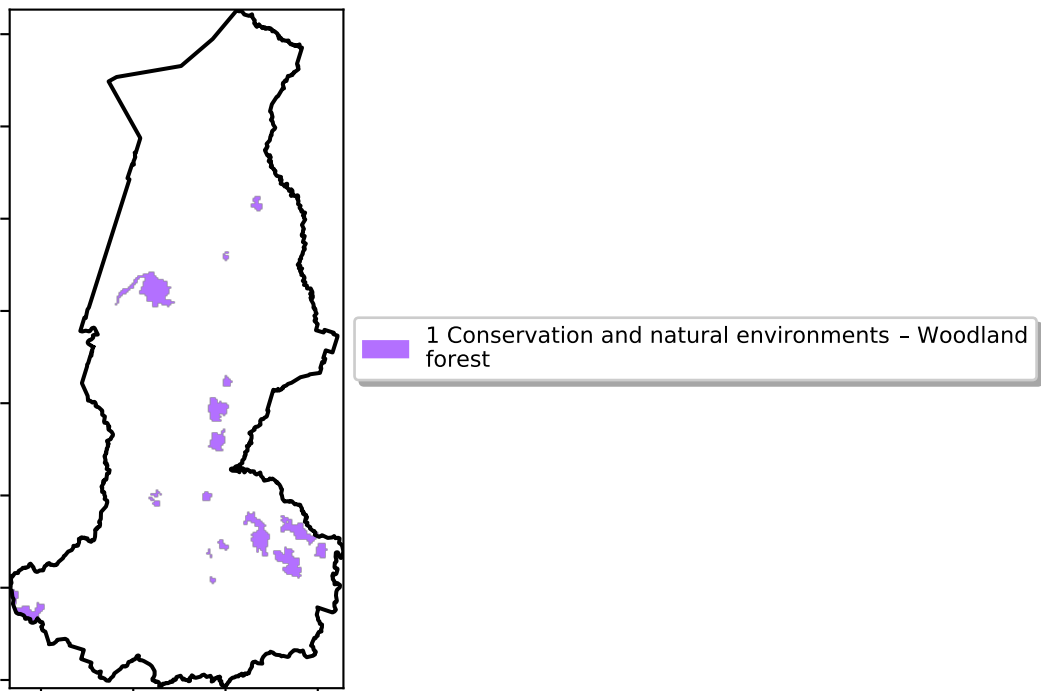 1 Conservation and natural environments – Woodland
forest